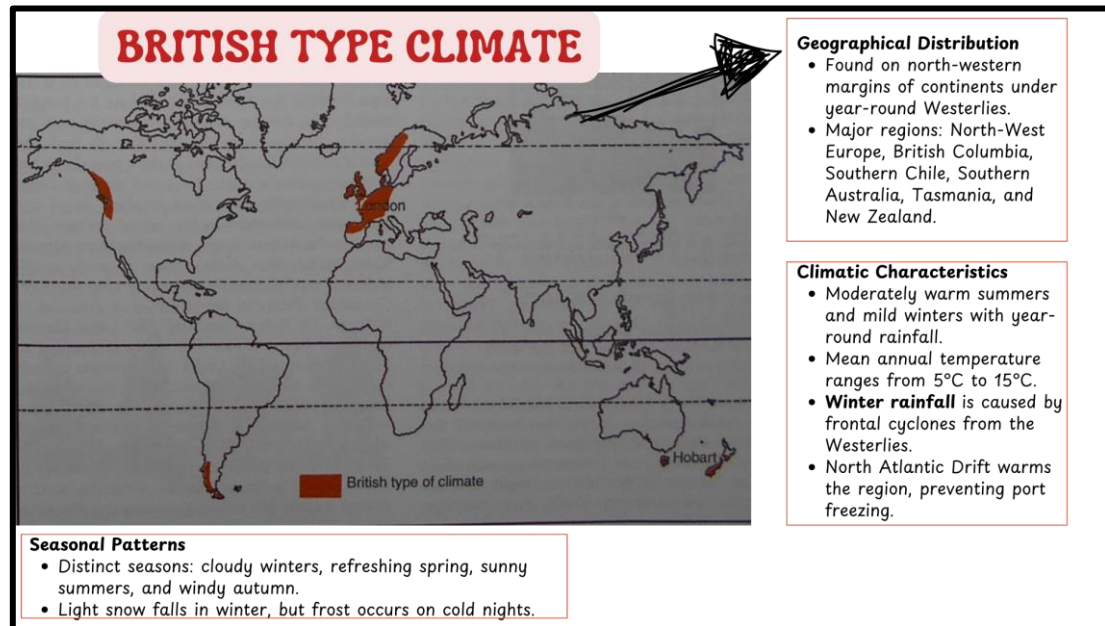 BRITISH TYPE CLIMATE
Geographical Distribution
• Found on north-western
margins of continents under
year-round Westerlies.
• Major regions: North-West
Europe, British Columbia,
Southern Chile, Southern
Australia, Tasmania, and
New Zealand.
London
Hobart
British type of climate
Climatic Characteristics
• Moderately warm summers
and mild winters with year-
round rainfall.
• Mean annual temperature
ranges from 5°C to 15°C.
• Winter rainfall is caused by
frontal cyclones from the
Westerlies.
• North Atlantic Drift warms
the region, preventing port
freezing.
Seasonal Patterns
• Distinct seasons: cloudy winters, refreshing spring, sunny
summers, and windy autumn.
• Light snow falls in winter, but frost occurs on cold nights.